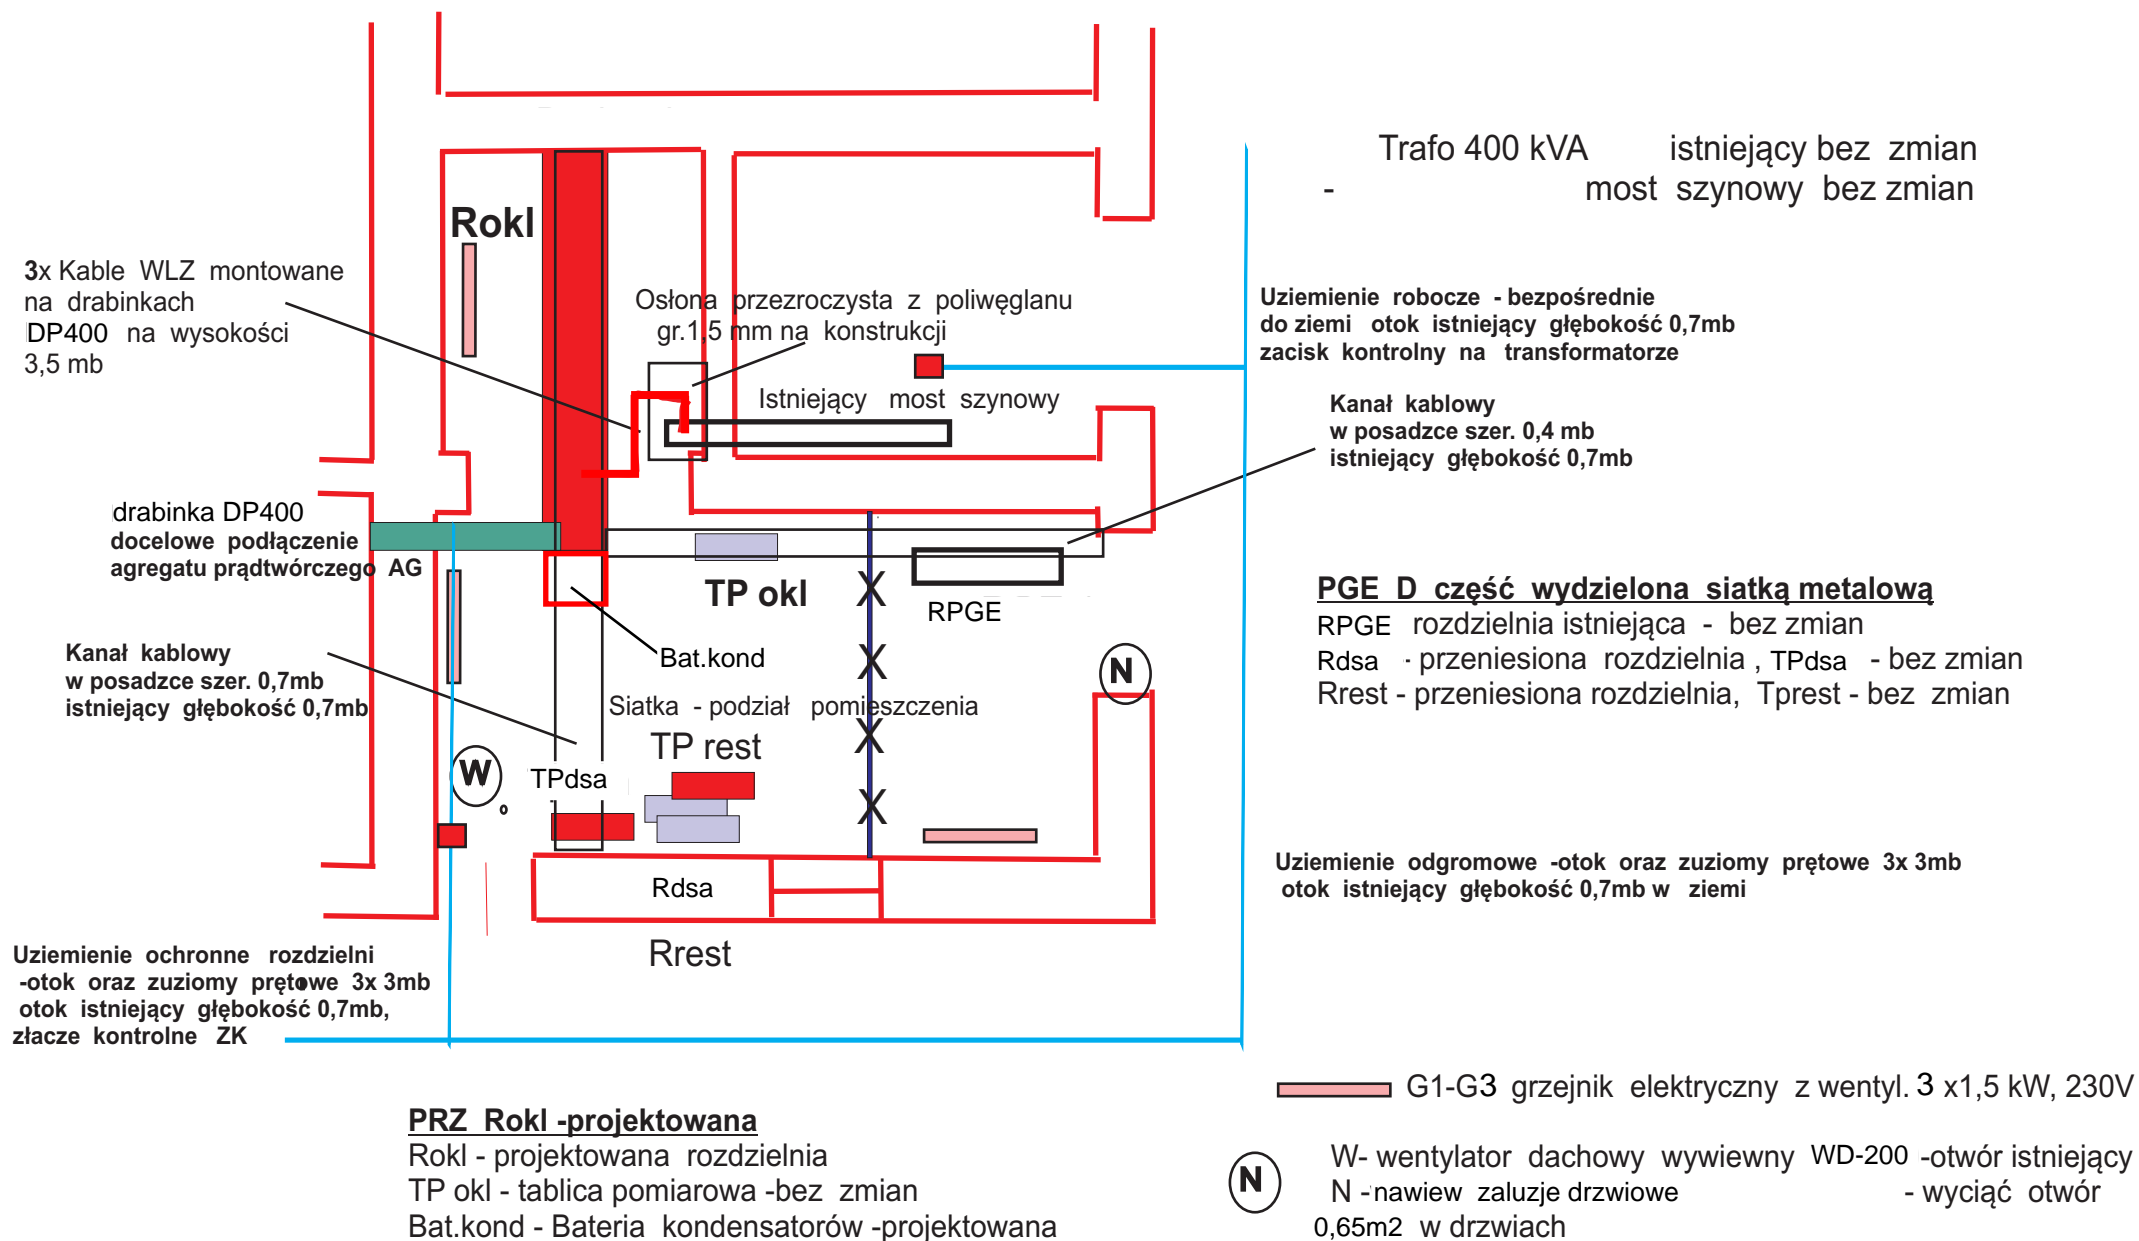 Trafo 400 kVA istniejący bez zmian
- most szynowy bez zmian
Rokl
3x Kable WLZ montowane
na drabinkach
DP400 na wysokości
3,5 mb
Osłona przezroczysta z poliwęglanu
gr.1,5 mm na konstrukcji
Istniejący most szynowy
Uziemienie robocze - bezpośrednie
do ziemi otok istniejący głębokość 0,7mb
zacisk kontrolny na transformatorze
Kanał kablowy
w posadzce szer. 0,4 mb
istniejący głębokość 0,7mb
drabinka DP400
docelowe podłączenie
agregatu prądtwórczego AG
TP okl
X
RPGE
PGE D część wydzielona siatką metalową
RPGE rozdzielnia istniejąca - bez zmian
Rdsa - przeniesiona rozdzielnia , TPdsa - bez zmian
Rrest - przeniesiona rozdzielnia, Tprest - bez zmian
Kanał kablowy
w posadzce szer. 0,7mb
istniejący głębokość 0,7mb
Bat.kond
X
N
Siatka - podział pomieszczenia
TP rest
X
W
TPdsa
X
Rdsa
Rrest
Uziemienie odgromowe -otok oraz zuziomy prętowe 3x 3mb
otok istniejący głębokość 0,7mb w ziemi
Uziemienie ochronne rozdzielni
-otok oraz zuziomy prętowe 3x 3mb
otok istniejący głębokość 0,7mb,
złacze kontrolne ZK
G1-G3 grzejnik elektryczny z wentyl. 3 x1,5 kW, 230V
PRZ Rokl -projektowana
Rokl - projektowana rozdzielnia
TP okl - tablica pomiarowa -bez zmian
Bat.kond - Bateria kondensatorów -projektowana
N
W- wentylator dachowy wywiewny WD-200 -otwór istniejący
N - nawiew zaluzje drzwiowe - wyciąć otwór
0,65m2 w drzwiach